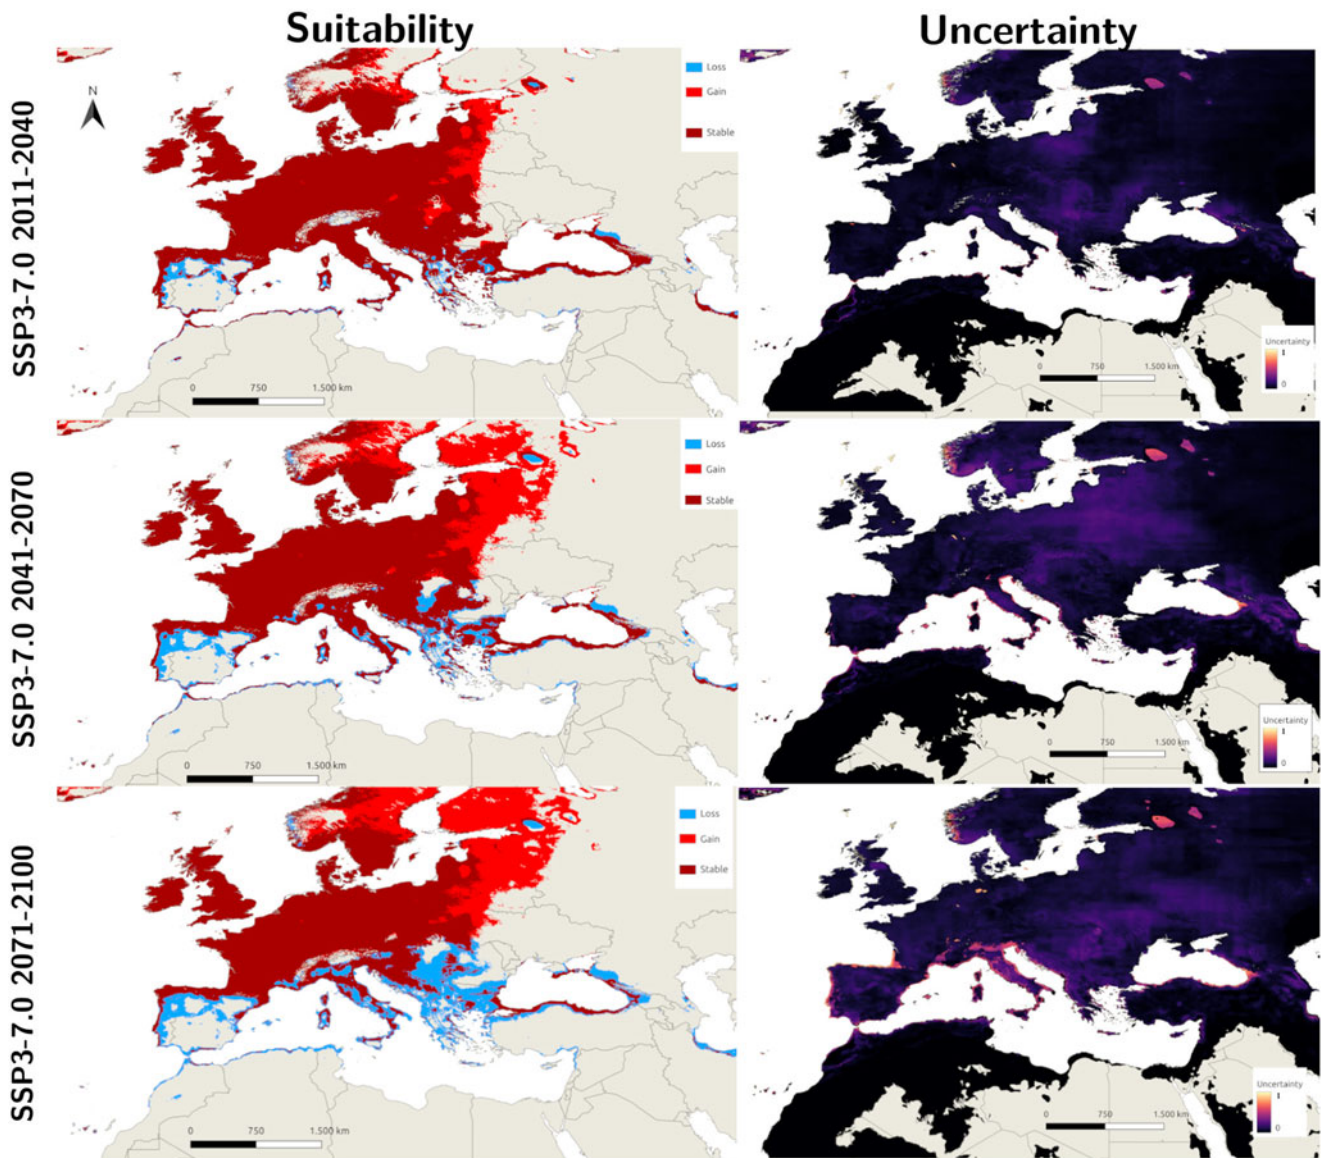 Suitability
Uncertainty
SSP3-7.0 2011-2040
N
Loss
Gain
Stable
0 750 1.500 km
Uncertainty
1
0
0 750 1.500 km
SSP3-7.0 2041-2070
Loss
Gain
Stable
0 750 1.500 km
Uncertainty
1
0
0 750 1.500 km
SSP3-7.0 2071-2100
Loss
Gain
Stable
0 750 1.500 km
Uncertainty
1
0
0 750 1.500 km